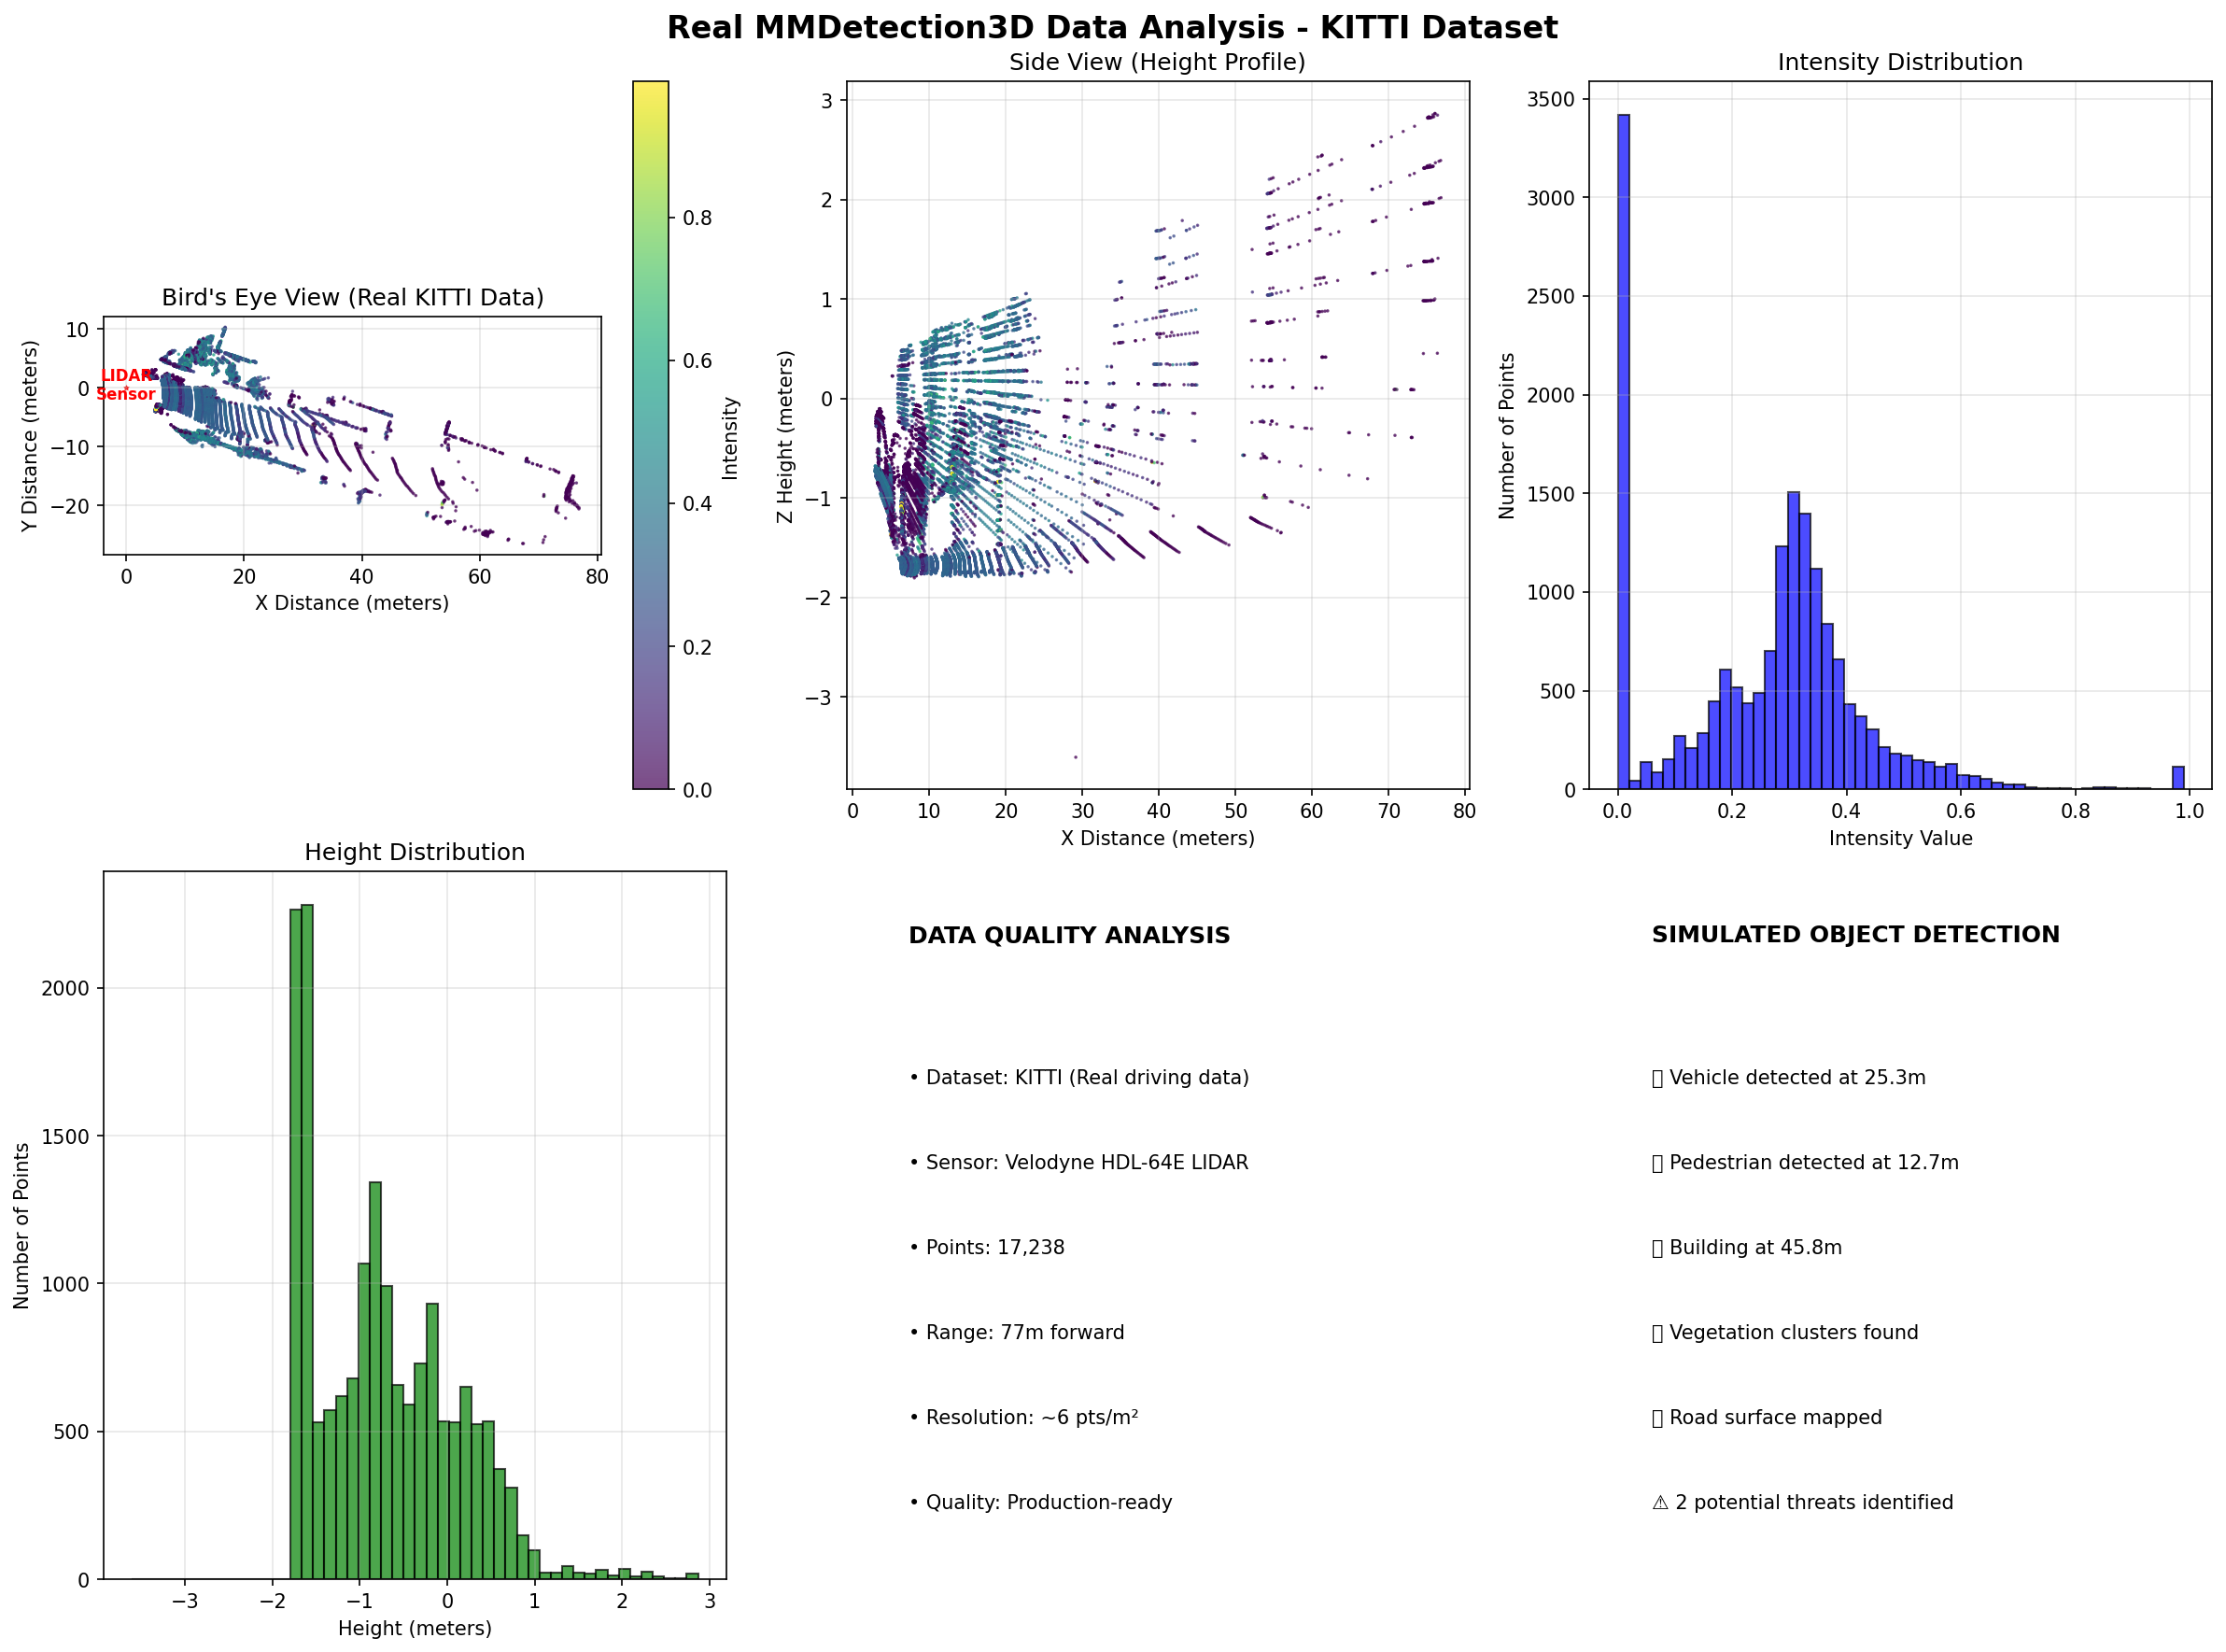 Real MMDetection3D Data Analysis - KITTI Dataset
Bird's Eye View (Real KITTI Data)
10
0
−10
−20
Y Distance (meters)
LIDAR
Sensor
0
20
40
60
80
X Distance (meters)
0.8
0.6
0.4
0.2
0.0
Intensity
Side View (Height Profile)
3
2
1
0
−1
−2
−3
Z Height (meters)
0
10
20
30
40
50
60
70
80
X Distance (meters)
Intensity Distribution
3500
3000
2500
2000
1500
1000
500
0
Number of Points
0.0
0.2
0.4
0.6
0.8
1.0
Intensity Value
Height Distribution
2000
1500
1000
500
0
Number of Points
−3
−2
−1
0
1
2
3
Height (meters)
DATA QUALITY ANALYSIS
• Dataset: KITTI (Real driving data)
• Sensor: Velodyne HDL-64E LIDAR
• Points: 17,238
• Range: 77m forward
• Resolution: ~6 pts/m²
• Quality: Production-ready
SIMULATED OBJECT DETECTION
Vehicle detected at 25.3m
Pedestrian detected at 12.7m
Building at 45.8m
Vegetation clusters found
Road surface mapped
⚠ 2 potential threats identified